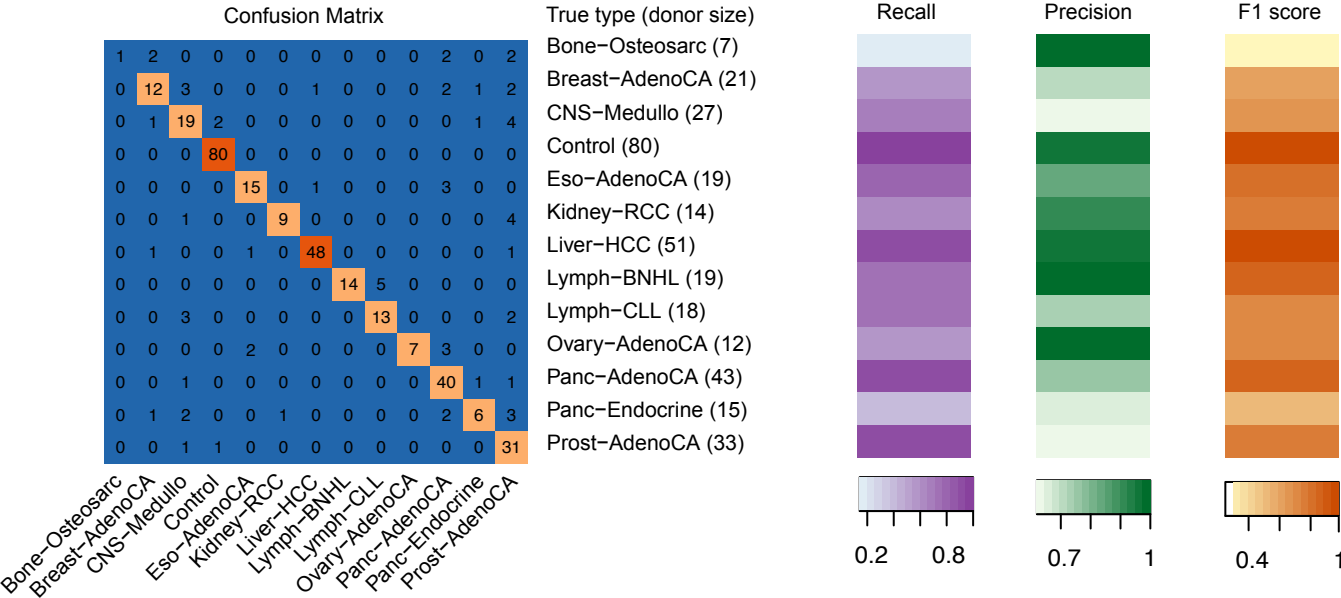 Confusion Matrix
True type (donor size)
Recall
Precision
F1 score
1 2 0 0 0 0 0 0 0 0 2 0 2
Bone−Osteosarc (7)
0 12 3 0 0 0 1 0 0 0 2 1 2
Breast−AdenoCA (21)
0 1 19 2 0 0 0 0 0 0 0 1 4
CNS−Medullo (27)
0 0 0 80 0 0 0 0 0 0 0 0 0
Control (80)
0 0 0 0 15 0 1 0 0 0 3 0 0
Eso−AdenoCA (19)
0 0 1 0 0 9 0 0 0 0 0 0 4
Kidney−RCC (14)
0 1 0 0 1 0 48 0 0 0 0 0 1
Liver−HCC (51)
0 0 0 0 0 0 0 14 5 0 0 0 0
Lymph−BNHL (19)
0 0 3 0 0 0 0 0 13 0 0 0 2
Lymph−CLL (18)
0 0 0 0 2 0 0 0 0 7 3 0 0
Ovary−AdenoCA (12)
0 0 1 0 0 0 0 0 0 0 40 1 1
Panc−AdenoCA (43)
0 1 2 0 0 1 0 0 0 0 2 6 3
Panc−Endocrine (15)
0 0 1 1 0 0 0 0 0 0 0 0 31
Prost−AdenoCA (33)
Bone−Osteosarc
Breast−AdenoCA
CNS−Medullo
Control
Eso−AdenoCA
Kidney−RCC
Liver−HCC
Lymph−BNHL
Lymph−CLL
Ovary−AdenoCA
Panc−AdenoCA
Panc−Endocrine
Prost−AdenoCA
0.2 0.8
0.7 1
0.4 1